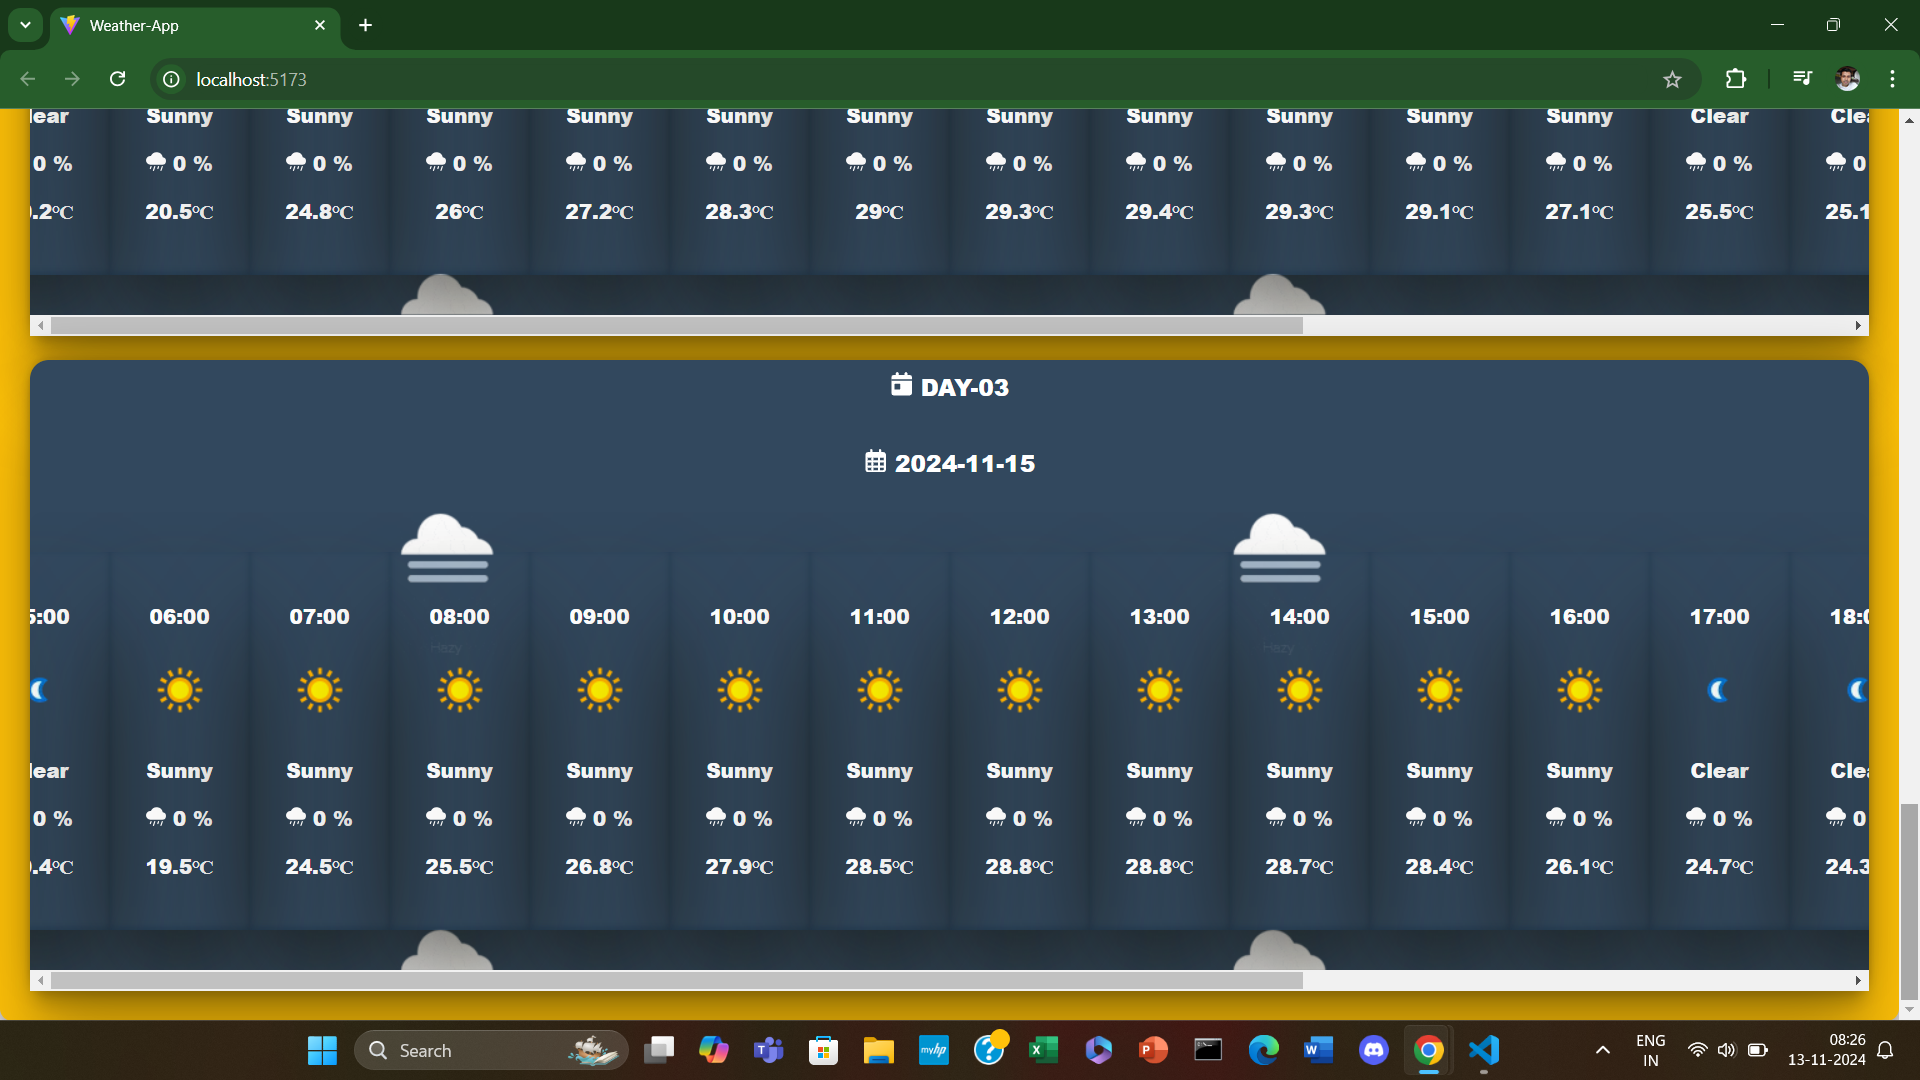 Weather-App
localhost:5173
lear Sunny Sunny Sunny Sunny Sunny Sunny Sunny Sunny Sunny Sunny Sunny Clear Clea
0 % 0 % 0 % 0 % 0 % 0 % 0 % 0 % 0 % 0 % 0 % 0 % 0 % 0
.2°C 20.5°C 24.8°C 26°C 27.2°C 28.3°C 29°C 29.3°C 29.4°C 29.3°C 29.1°C 27.1°C 25.5°C 25.1
DAY-03
2024-11-15
5:00 06:00 07:00 08:00 09:00 10:00 11:00 12:00 13:00 14:00 15:00 16:00 17:00 18:0
Hazy Hazy
lear Sunny Sunny Sunny Sunny Sunny Sunny Sunny Sunny Sunny Sunny Sunny Clear Clea
0 % 0 % 0 % 0 % 0 % 0 % 0 % 0 % 0 % 0 % 0 % 0 % 0 % 0
.4°C 19.5°C 24.5°C 25.5°C 26.8°C 27.9°C 28.5°C 28.8°C 28.8°C 28.7°C 28.4°C 26.1°C 24.7°C 24.3
Search
myhp
ENG
IN
08:26
13-11-2024